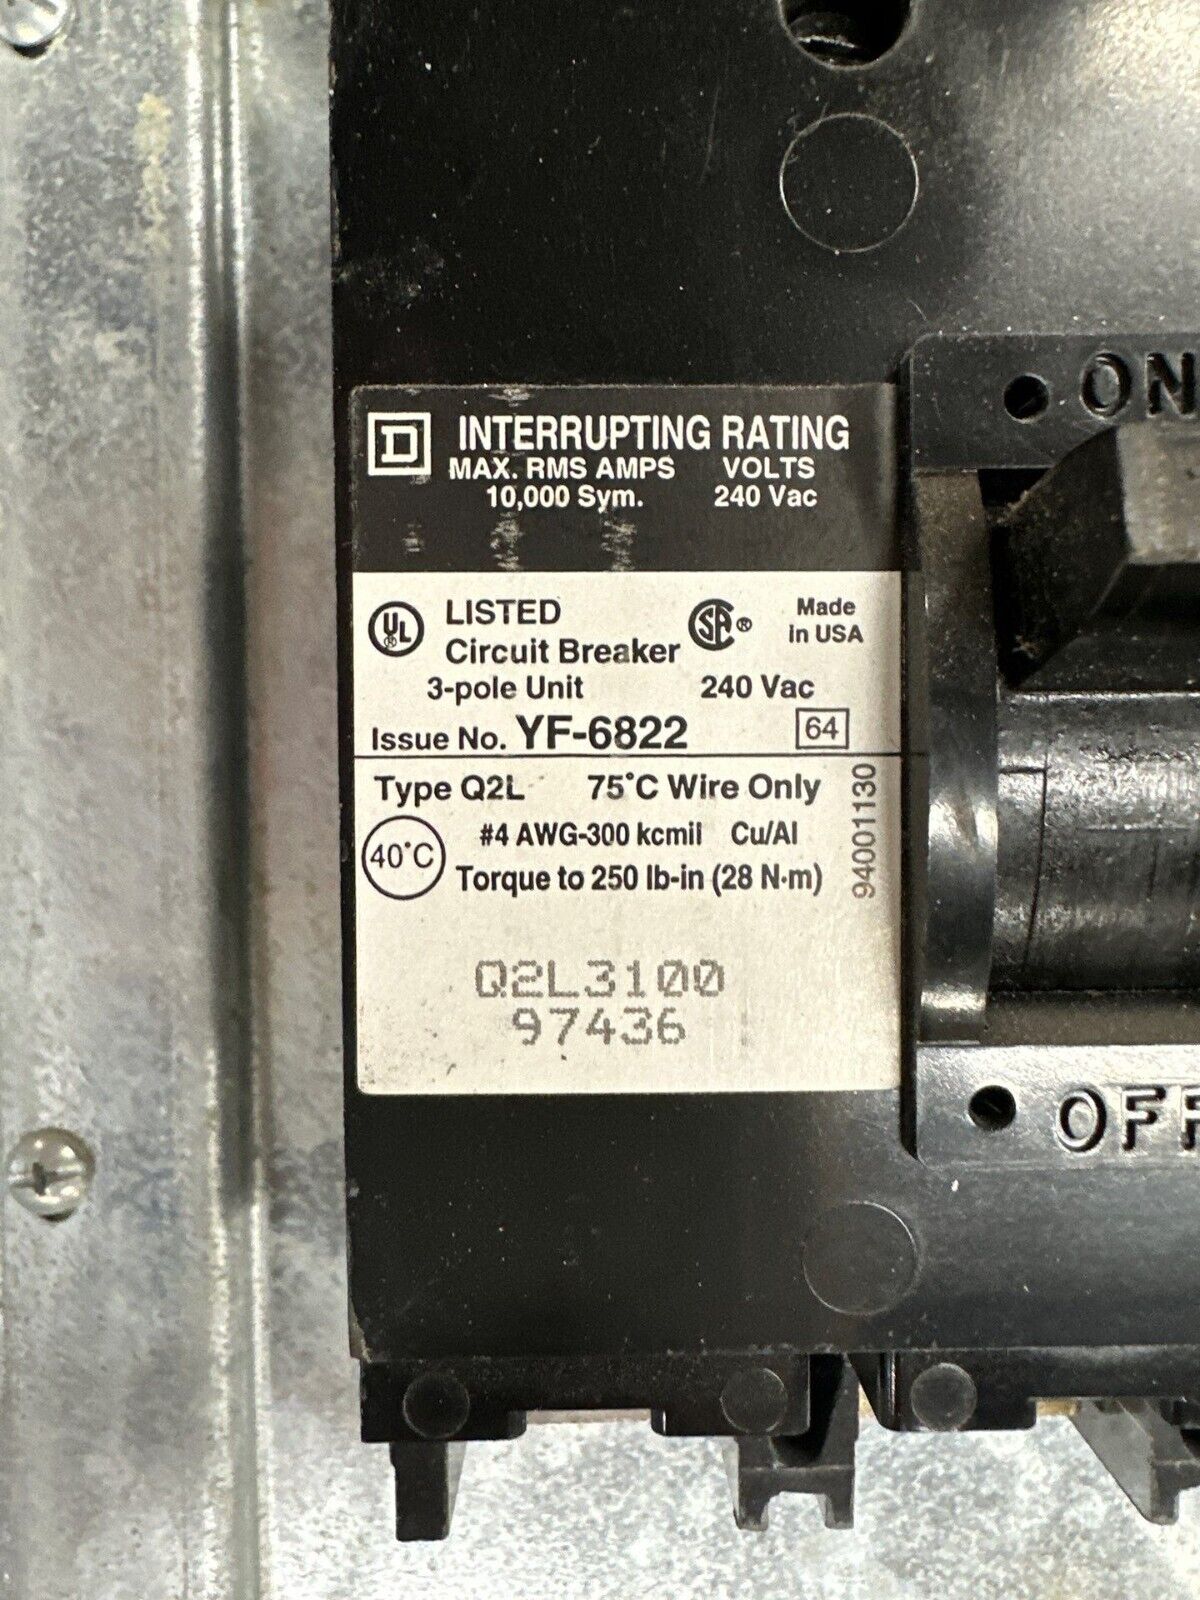 INTERRUPTING RATING
MAX. RMS AMPS VOLTS
10,000 Sym. 240 Vac
UL ® LISTED SA ® Made
Circuit Breaker in USA
3-pole Unit 240 Vac
Issue No. YF-6822 64
Type Q2L 75°C Wire Only
#4 AWG-300 kcmil Cu/Al
40°C
Torque to 250 lb-in (28 N·m)
94001130
Q2L3100
97436
ON
OFF